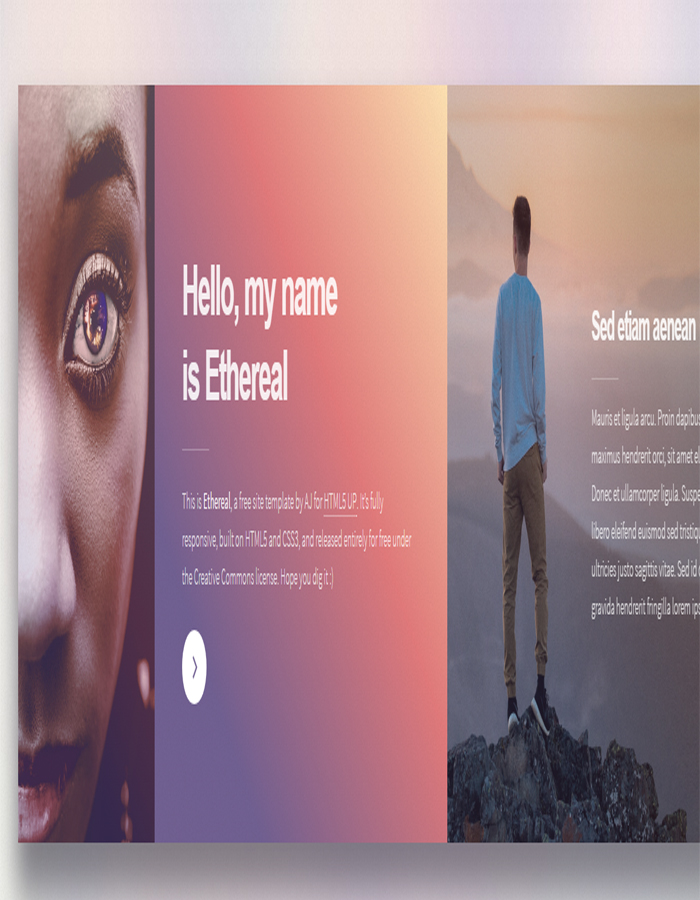 Hello, my name
is Ethereal
This is Ethereal, a free site template by AJ for HTML5 UP. It's fully
responsive, built on HTML5 and CSS3, and released entirely for free under
the Creative Commons license. Hope you dig it :)
Sed etiam aenean
Mauris et ligula arcu. Proin dapibus
maximus hendrerit orci, sit amet
Donec et ullamcorper ligula.
libero eleifend euismod sed
ultricies justo sagittis vitae. Sed id
gravida hendrerit fringilla lorem